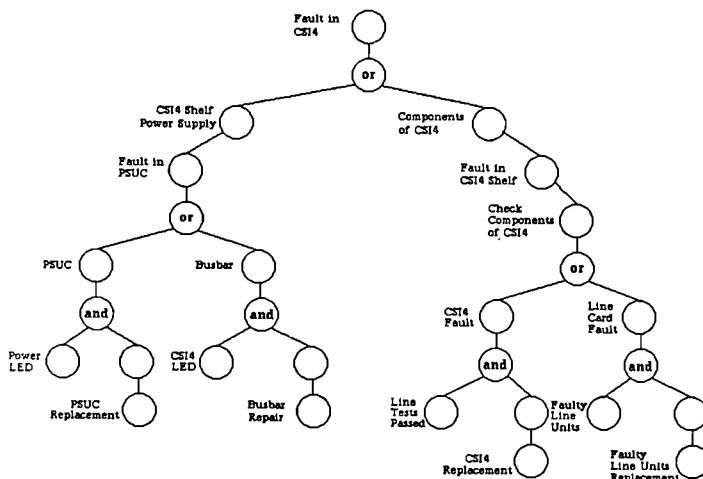 Fault in
CSI4
or
CSI4 Shelf
Power Supply
Components
of CSI4
Fault in
PSUC
Fault in
CSI4 Shelf
Check
Components
of CSI4
or
or
PSUC
Busbar
CSI4
Fault
Line
Card
Fault
and
and
and
and
Power
LED
CSI4
LED
PSUC
Replacement
Busbar
Repair
Line
Tests
Passed
Faulty
Line
Units
CSI4
Replacement
Faulty
Line Units
Replacement